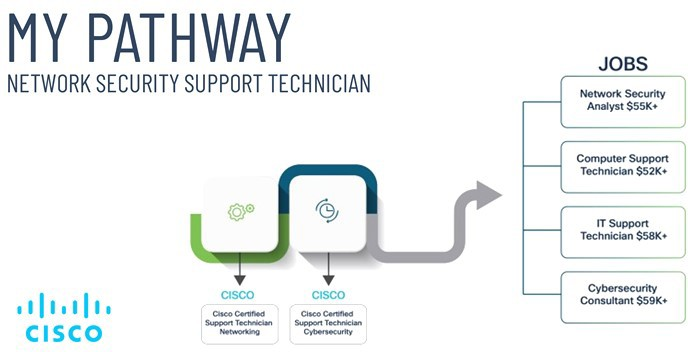 MY PATHWAY
NETWORK SECURITY SUPPORT TECHNICIAN
JOBS
Network Security
Analyst $55K+
Computer Support
Technician $52K+
IT Support
Technician $58K+
Cybersecurity
Consultant $59K+
CISCO
Cisco Certified
Support Technician
Networking
CISCO
Cisco Certified
Support Technician
Cybersecurity
CISCO